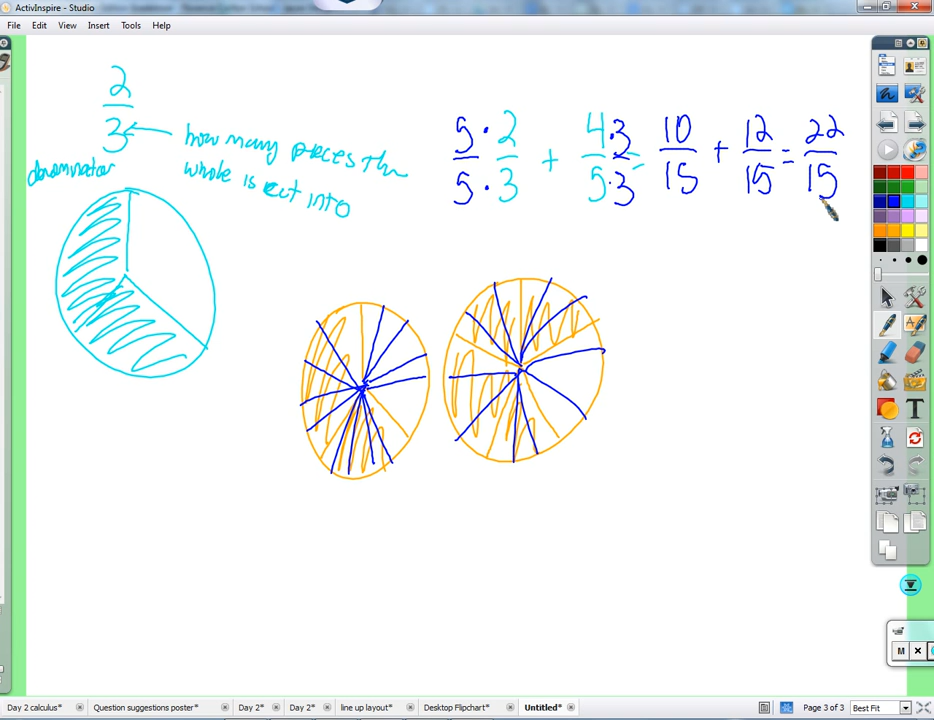 ActivInspire - Studio
File Edit View Insert Tools Help
2
3
how many pieces the
whole is cut into
denominator
5 · 2 + 4 · 3 = 10 + 12 = 22
5 · 3 5 · 3 15 15 15
M
Day 2 calculus* Question suggestions poster* Day 2* Day 2* line up layout* Desktop Flipchart* Untitled* Page 3 of 3 Best Fit